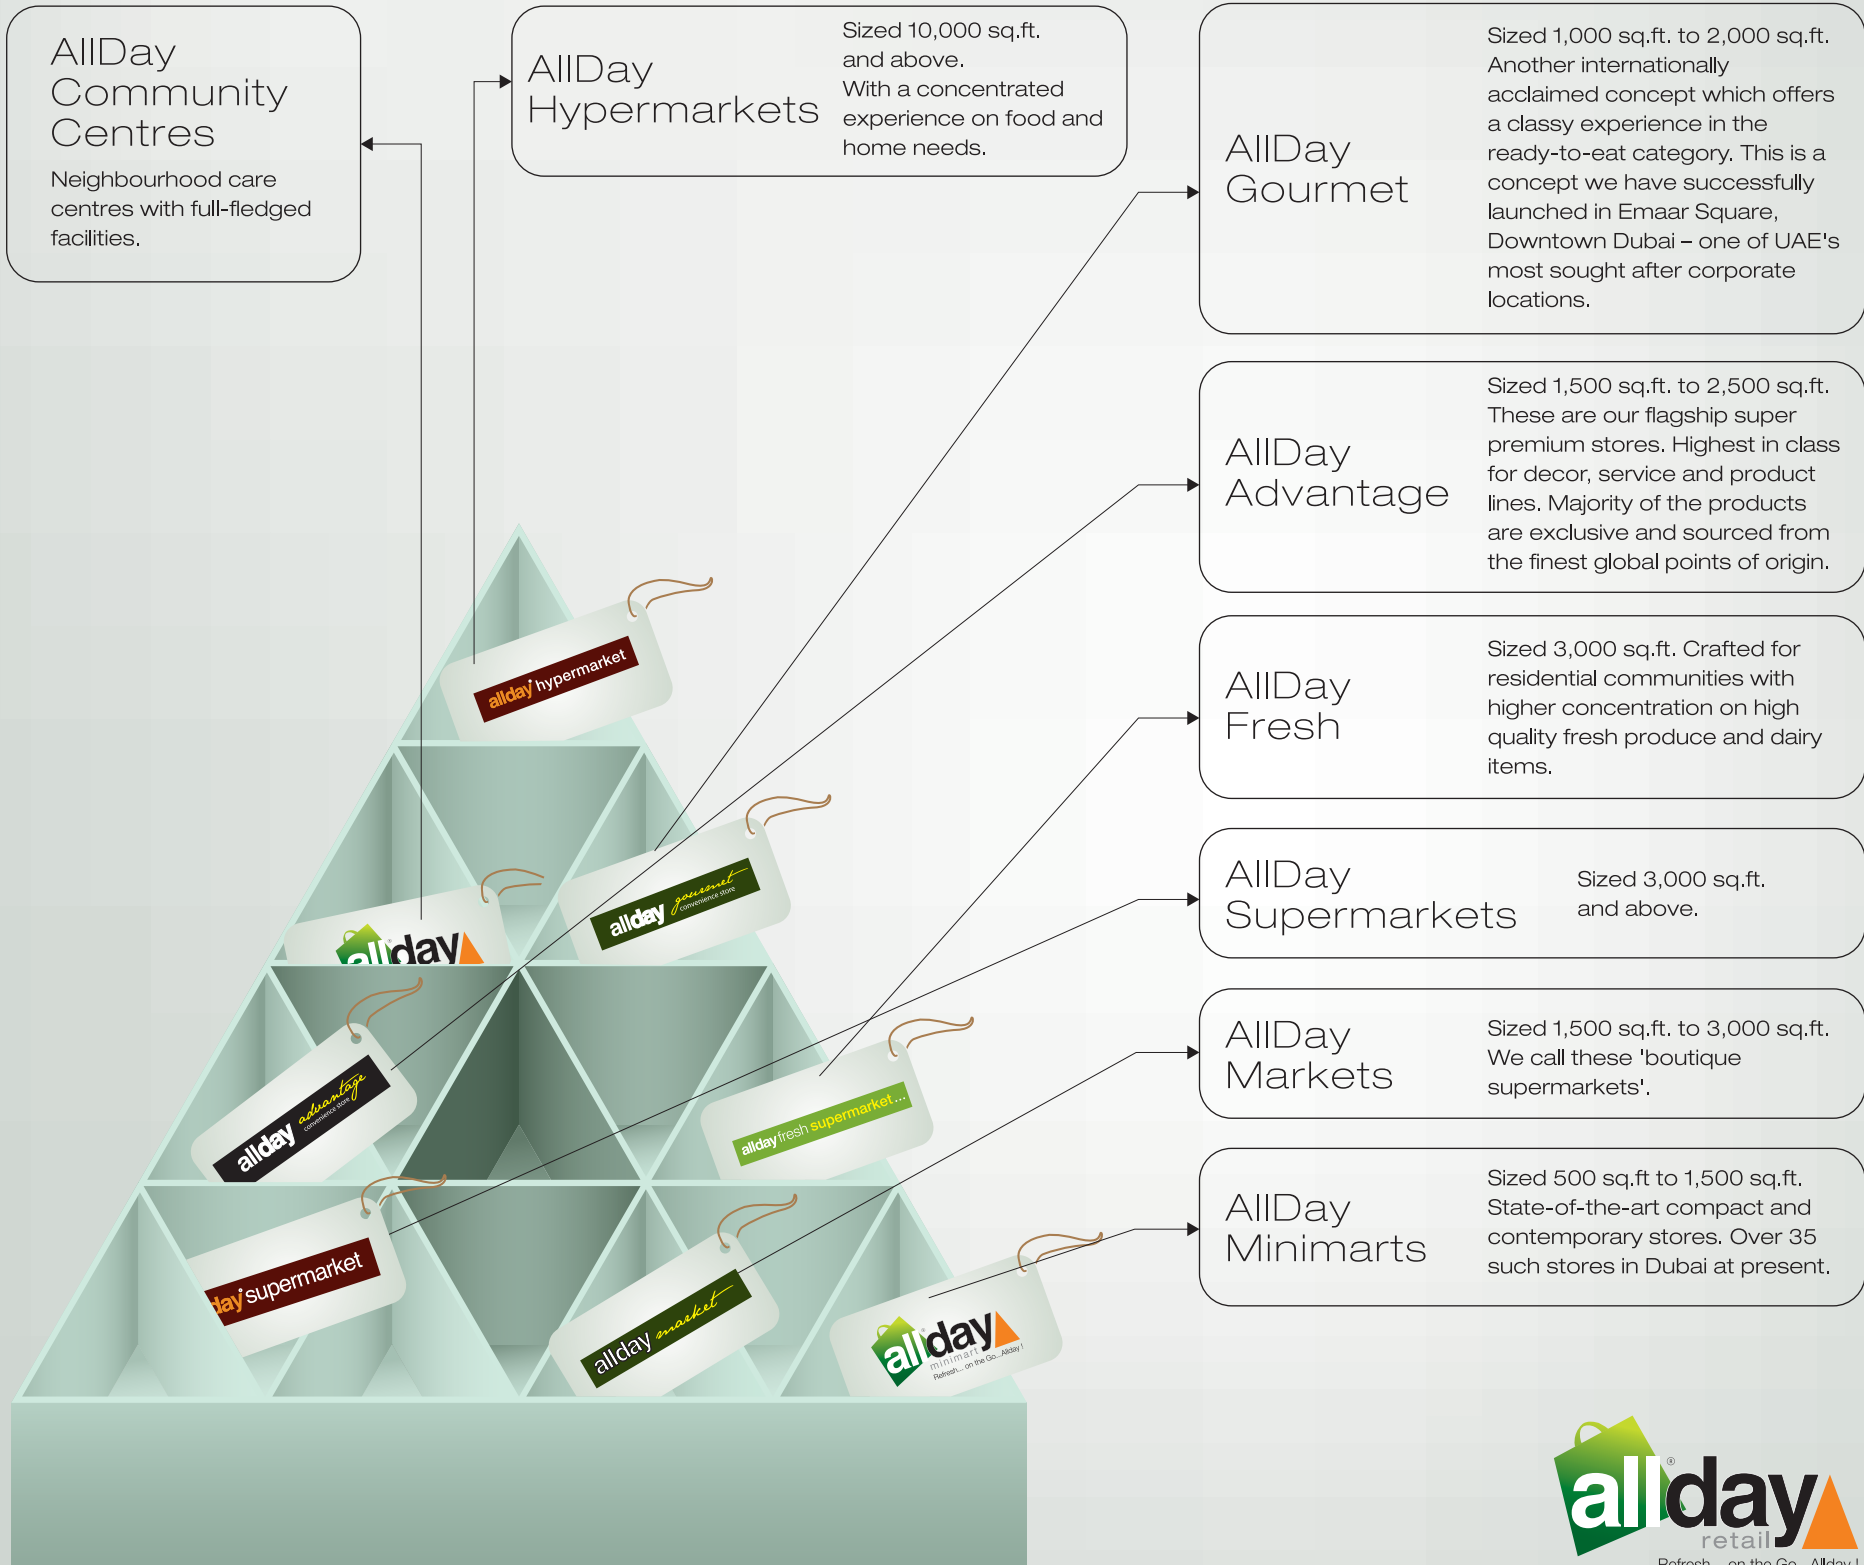 AllDay
Community
Centres
Neighbourhood care
centres with full-fledged
facilities.
AllDay
Hypermarkets
Sized 10,000 sq.ft.
and above.
With a concentrated
experience on food and
home needs.
AllDay
Gourmet
Sized 1,000 sq.ft. to 2,000 sq.ft.
Another internationally
acclaimed concept which offers
a classy experience in the
ready-to-eat category. This is a
concept we have successfully
launched in Emaar Square,
Downtown Dubai – one of UAE's
most sought after corporate
locations.
AllDay
Advantage
Sized 1,500 sq.ft. to 2,500 sq.ft.
These are our flagship super
premium stores. Highest in class
for decor, service and product
lines. Majority of the products
are exclusive and sourced from
the finest global points of origin.
AllDay
Fresh
Sized 3,000 sq.ft. Crafted for
residential communities with
higher concentration on high
quality fresh produce and dairy
items.
AllDay
Supermarkets
Sized 3,000 sq.ft.
and above.
AllDay
Markets
Sized 1,500 sq.ft. to 3,000 sq.ft.
We call these 'boutique
supermarkets'.
AllDay
Minimarts
Sized 500 sq.ft to 1,500 sq.ft.
State-of-the-art compact and
contemporary stores. Over 35
such stores in Dubai at present.
allday hypermarket
allday gourmet
convenience store
allday
allday advantage
convenience store
allday fresh supermarket...
day supermarket
allday market
allday
minimart
Refresh... on the Go...Allday !
allday®
retail
Refresh... on the Go...Allday !